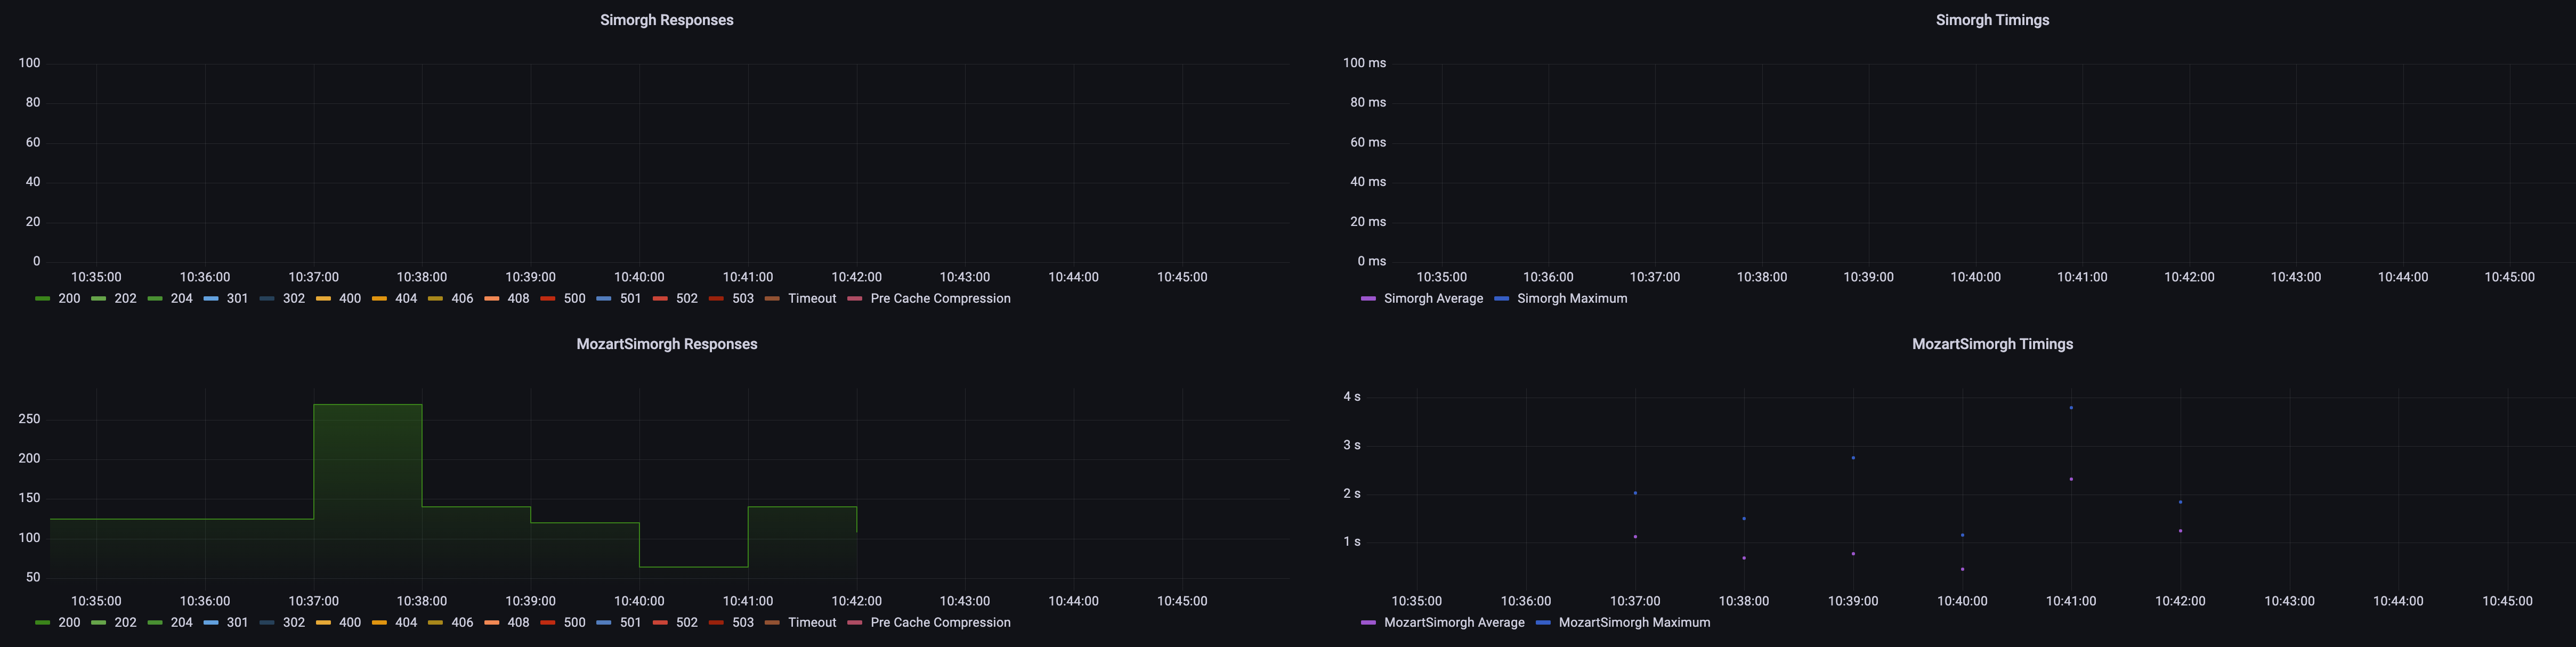 Simorgh Responses
100
80
60
40
20
0
10:35:00 10:36:00 10:37:00 10:38:00 10:39:00 10:40:00 10:41:00 10:42:00 10:43:00 10:44:00 10:45:00
200 202 204 301 302 400 404 406 408 500 501 502 503 Timeout Pre Cache Compression
Simorgh Timings
100 ms
80 ms
60 ms
40 ms
20 ms
0 ms
10:35:00 10:36:00 10:37:00 10:38:00 10:39:00 10:40:00 10:41:00 10:42:00 10:43:00 10:44:00 10:45:00
Simorgh Average Simorgh Maximum
MozartSimorgh Responses
250
200
150
100
50
10:35:00 10:36:00 10:37:00 10:38:00 10:39:00 10:40:00 10:41:00 10:42:00 10:43:00 10:44:00 10:45:00
200 202 204 301 302 400 404 406 408 500 501 502 503 Timeout Pre Cache Compression
MozartSimorgh Timings
4 s
3 s
2 s
1 s
10:35:00 10:36:00 10:37:00 10:38:00 10:39:00 10:40:00 10:41:00 10:42:00 10:43:00 10:44:00 10:45:00
MozartSimorgh Average MozartSimorgh Maximum